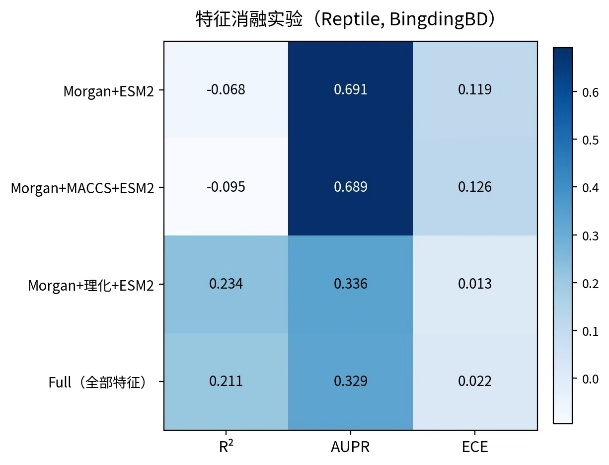 特征消融实验（Reptile, BingdingBD）
Morgan+ESM2
-0.068
0.691
0.119
Morgan+MACCS+ESM2
-0.095
0.689
0.126
Morgan+理化+ESM2
0.234
0.336
0.013
Full（全部特征）
0.211
0.329
0.022
R²
AUPR
ECE
0.6
0.5
0.4
0.3
0.2
0.1
0.0